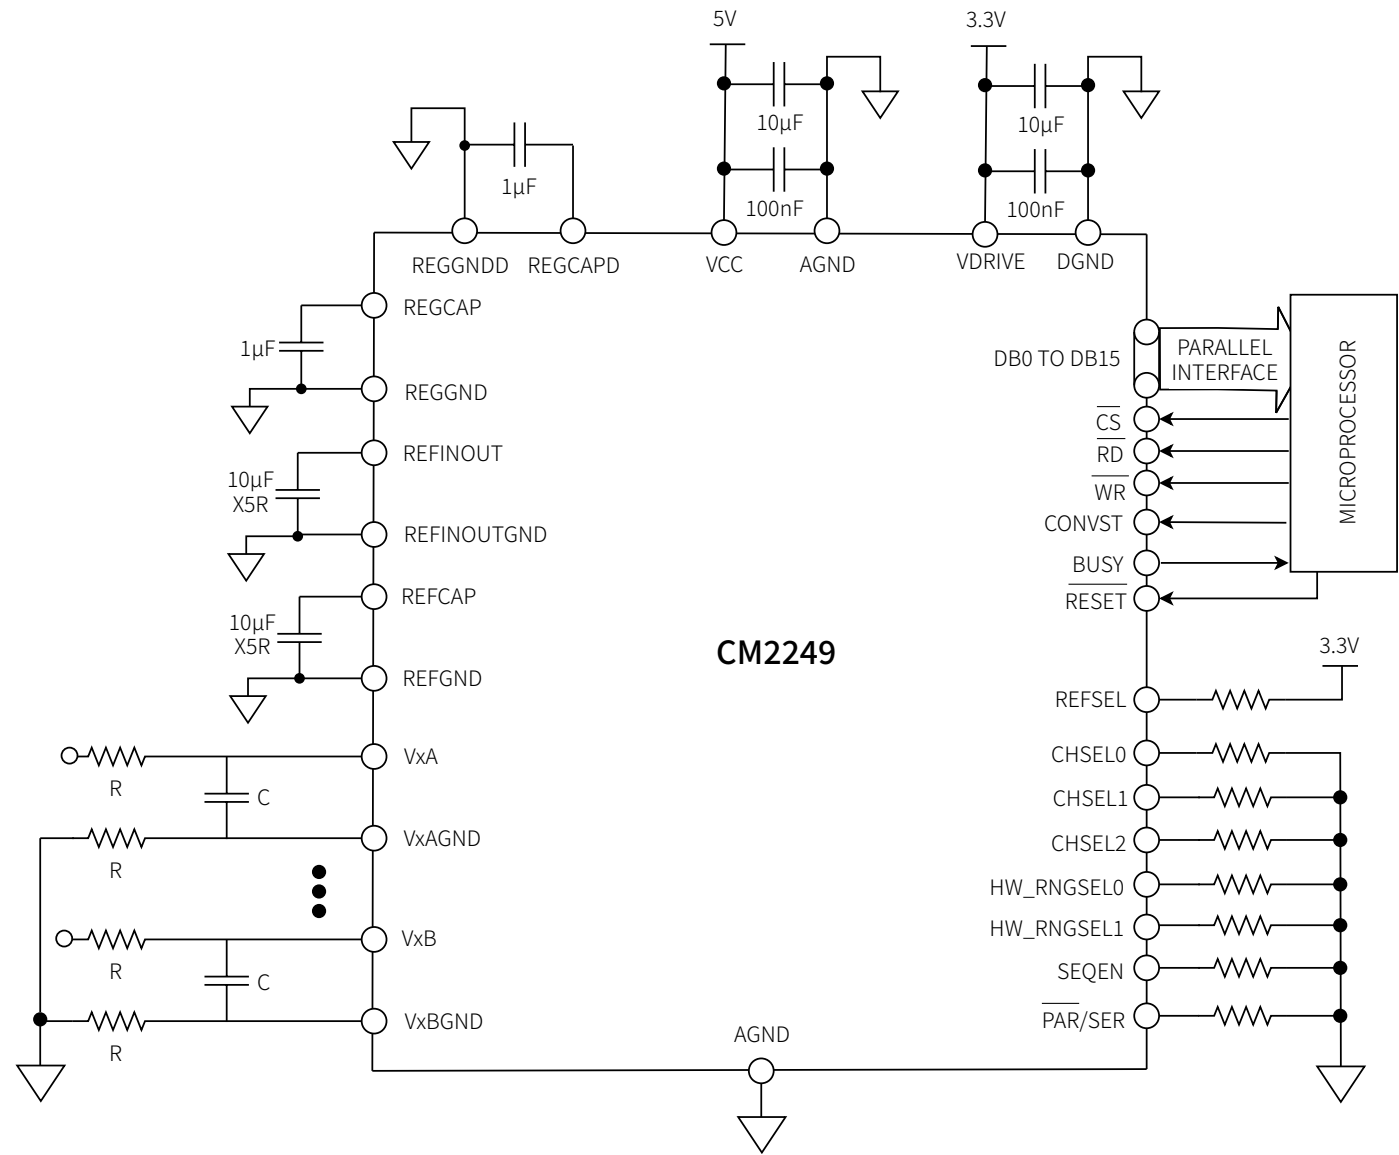 5V
3.3V
10μF
10μF
1μF
100nF
100nF
REGGNDD
REGCAPD
VCC
AGND
VDRIVE
DGND
REGCAP
1μF
REGGND
DB0 TO DB15
PARALLEL
INTERFACE
MICROPROCESSOR
CS
RD
WR
CONVST
BUSY
RESET
REFINOUT
10μF
X5R
REFINOUTGND
REFCAP
10μF
X5R
REFGND
CM2249
3.3V
REFSEL
CHSEL0
CHSEL1
CHSEL2
HW_RNGSEL0
HW_RNGSEL1
SEQEN
PAR/SER
VxA
R
C
VxAGND
R
VxB
R
C
VxBGND
R
AGND